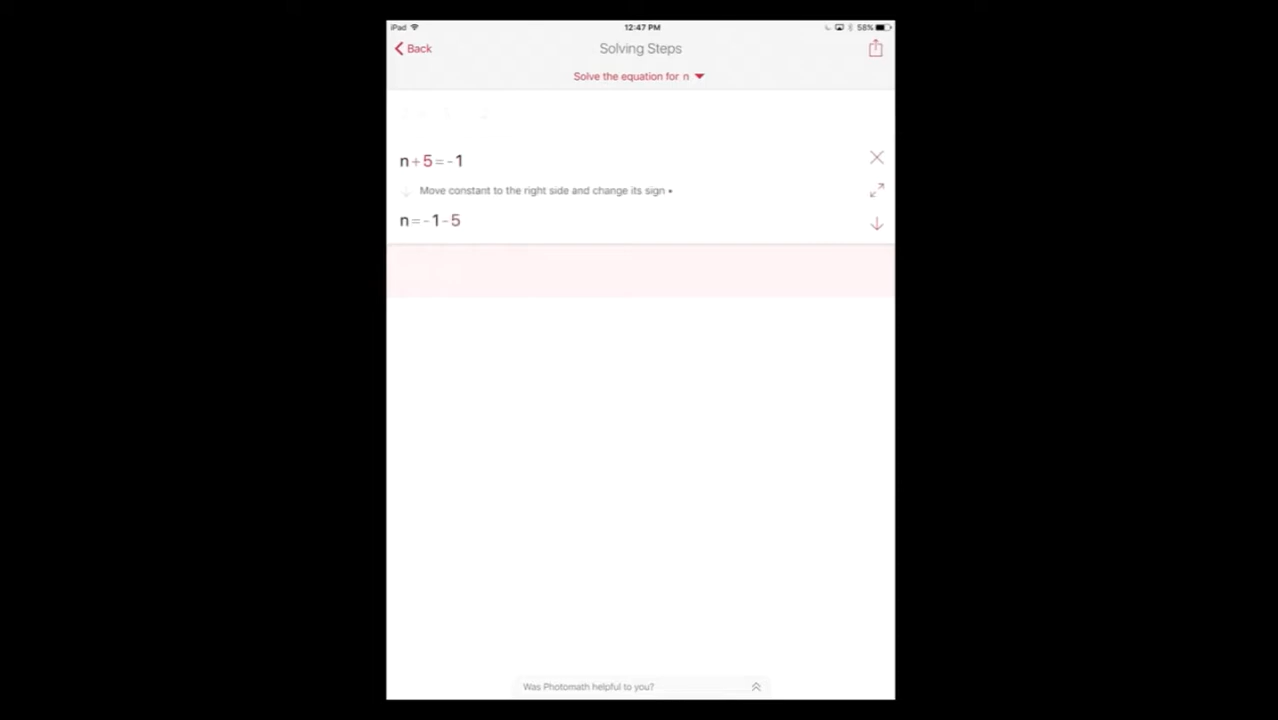 iPad 12:47 PM 58%
Back Solving Steps
Solve the equation for n
n+5=-1
Move constant to the right side and change its sign
n=-1-5
Was Photomath helpful to you?